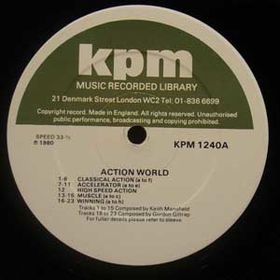 kpm
MUSIC RECORDED LIBRARY
21 Denmark Street London WC2 Tel: 01-836 6699
Copyright record. Made in England. All rights reserved. Unauthorised
public performance, broadcasting and copying prohibited.
SPEED 33⅓
℗ 1980
KPM 1240A
ACTION WORLD
1-6 CLASSICAL ACTION (a to f)
7-11 ACCELERATOR (a to e)
12 HIGH SPEED ACTION
13-15 MUSCLE (a to c)
16-23 WINNING (a to h)
Tracks 1 to 15 Composed by Keith Mansfield
Tracks 16 to 23 Composed by Gordon Giltrap
For fuller details please refer to sleeve